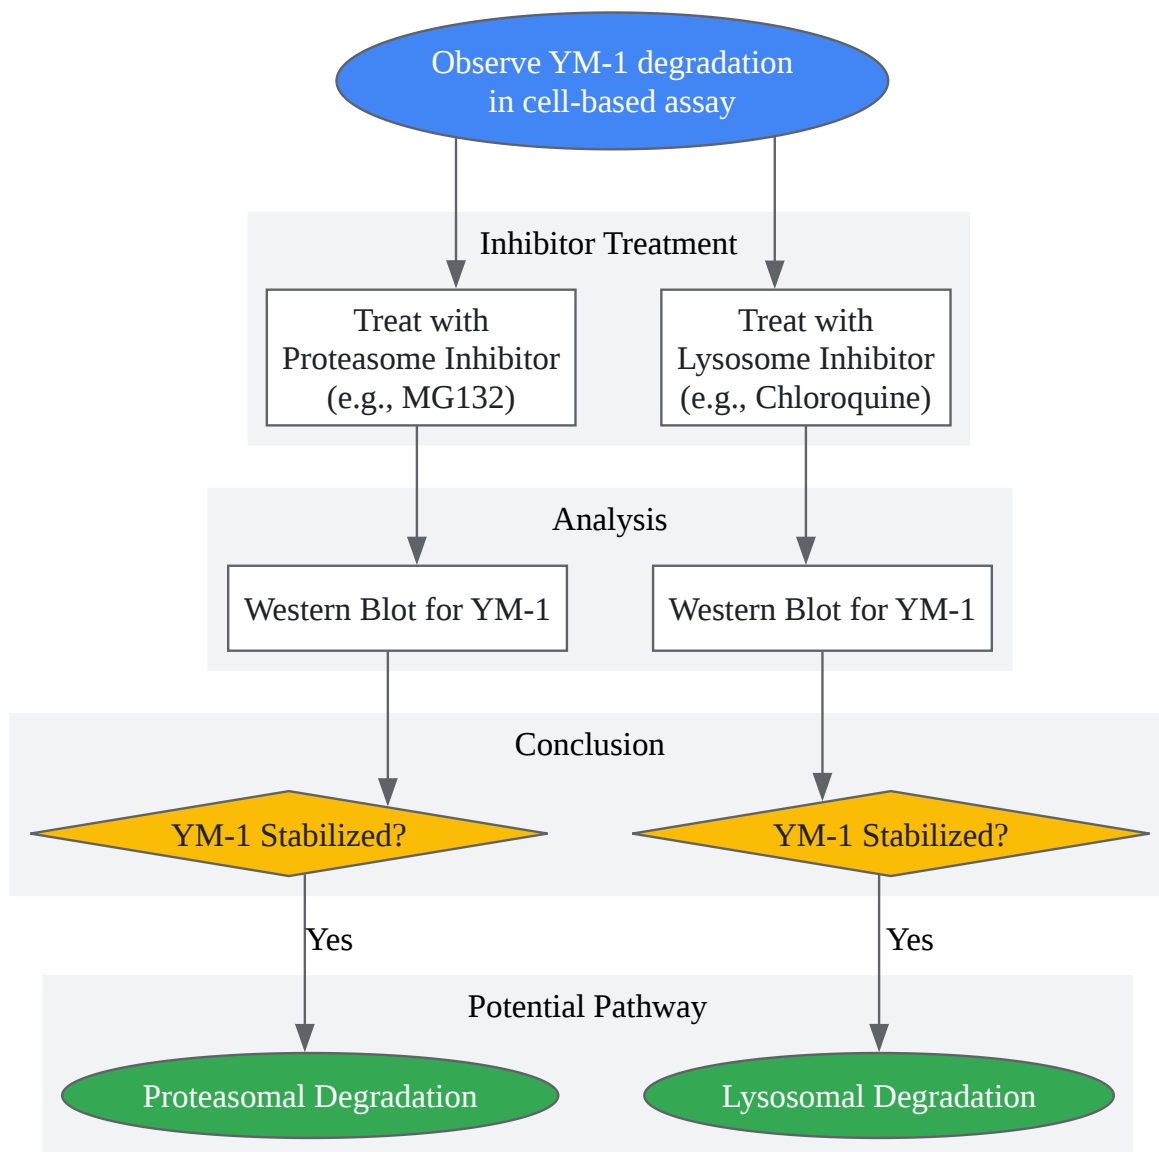 Observe YM-1 degradation
in cell-based assay
Inhibitor Treatment
Treat with
Proteasome Inhibitor
(e.g., MG132)
Treat with
Lysosome Inhibitor
(e.g., Chloroquine)
Analysis
Western Blot for YM-1
Western Blot for YM-1
Conclusion
YM-1 Stabilized?
YM-1 Stabilized?
Yes
Yes
Potential Pathway
Proteasomal Degradation
Lysosomal Degradation